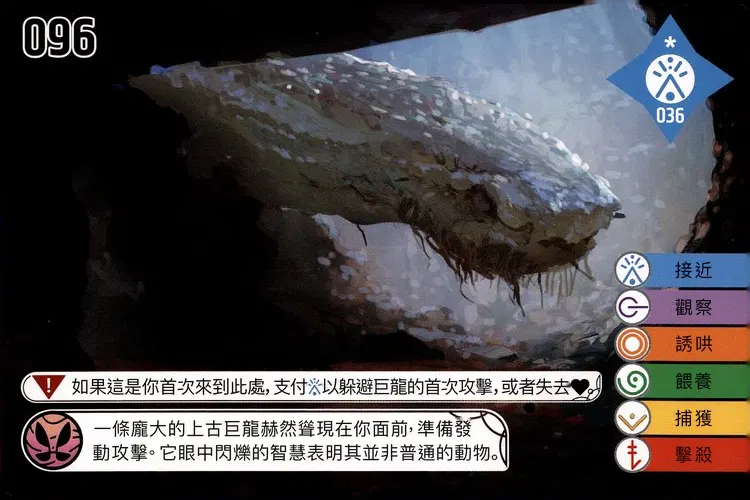 096
*
036
接近
觀察
誘哄
餵養
捕獲
擊殺
! 如果這是你首次來到此處, 支付以躲避巨龍的首次攻擊, 或者失去
一條龐大的上古巨龍赫然聳現在你面前, 準備發
動攻擊。它眼中閃爍的智慧表明其並非普通的動物。